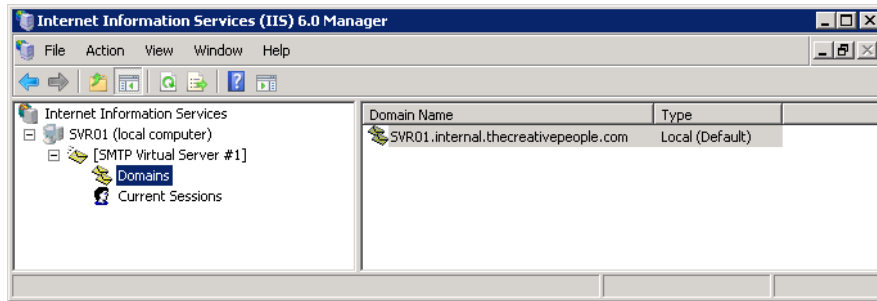 Internet Information Services (IIS) 6.0 Manager
File Action View Window Help
Internet Information Services
SVR01 (local computer)
[SMTP Virtual Server #1]
Domains
Current Sessions
Domain Name Type
SVR01.internal.thecreativepeople.com Local (Default)